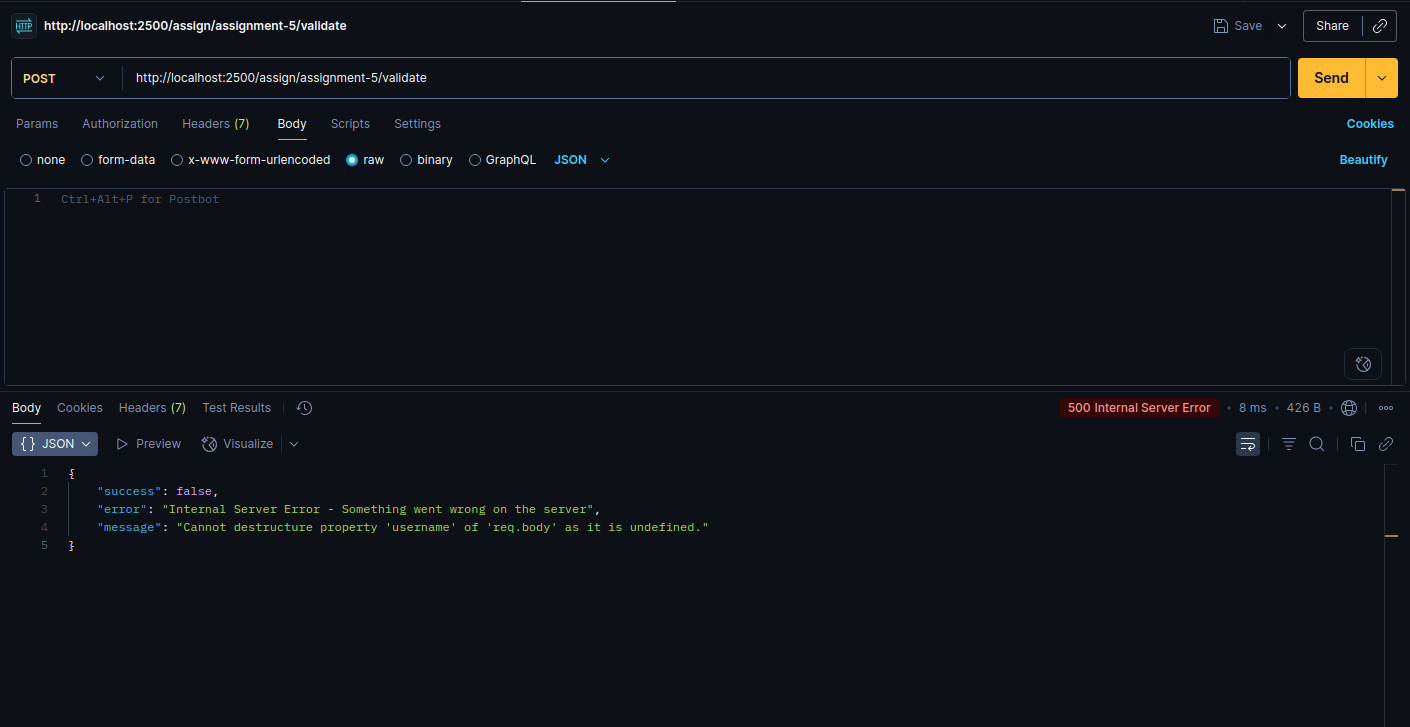 HTTP http://localhost:2500/assign/assignment-5/validate Save Share
POST http://localhost:2500/assign/assignment-5/validate Send
Params Authorization Headers (7) Body Scripts Settings Cookies
none form-data x-www-form-urlencoded raw binary GraphQL JSON Beautify
1 Ctrl+Alt+P for Postbot
Body Cookies Headers (7) Test Results 500 Internal Server Error • 8 ms • 426 B •
{} JSON Preview Visualize
1 {
2 "success": false,
3 "error": "Internal Server Error - Something went wrong on the server",
4 "message": "Cannot destructure property 'username' of 'req.body' as it is undefined."
5 }